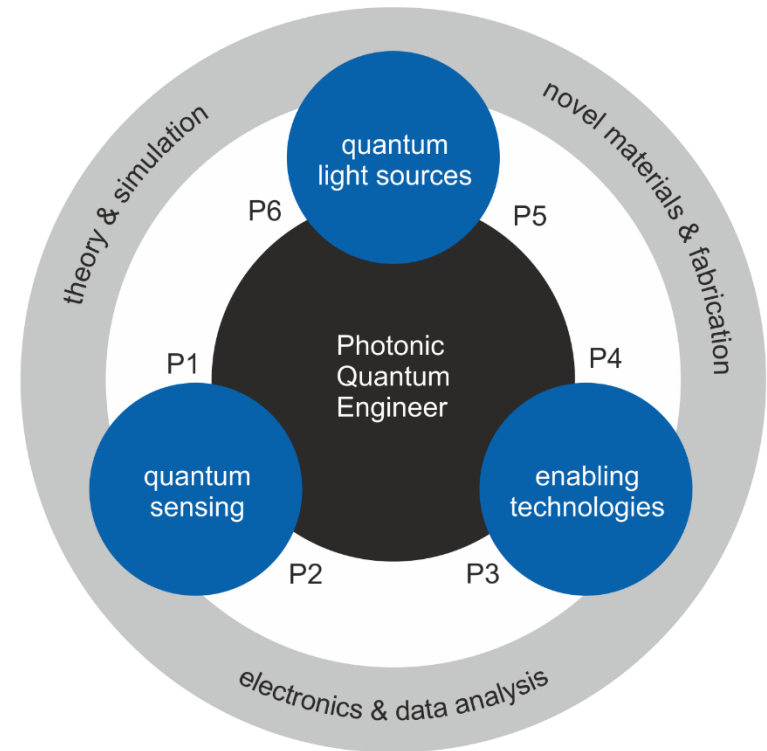 theory & simulation
novel materials & fabrication
quantum
light sources
P6
P5
Photonic
Quantum
Engineer
P1
P4
quantum
sensing
enabling
technologies
P2
P3
electronics & data analysis